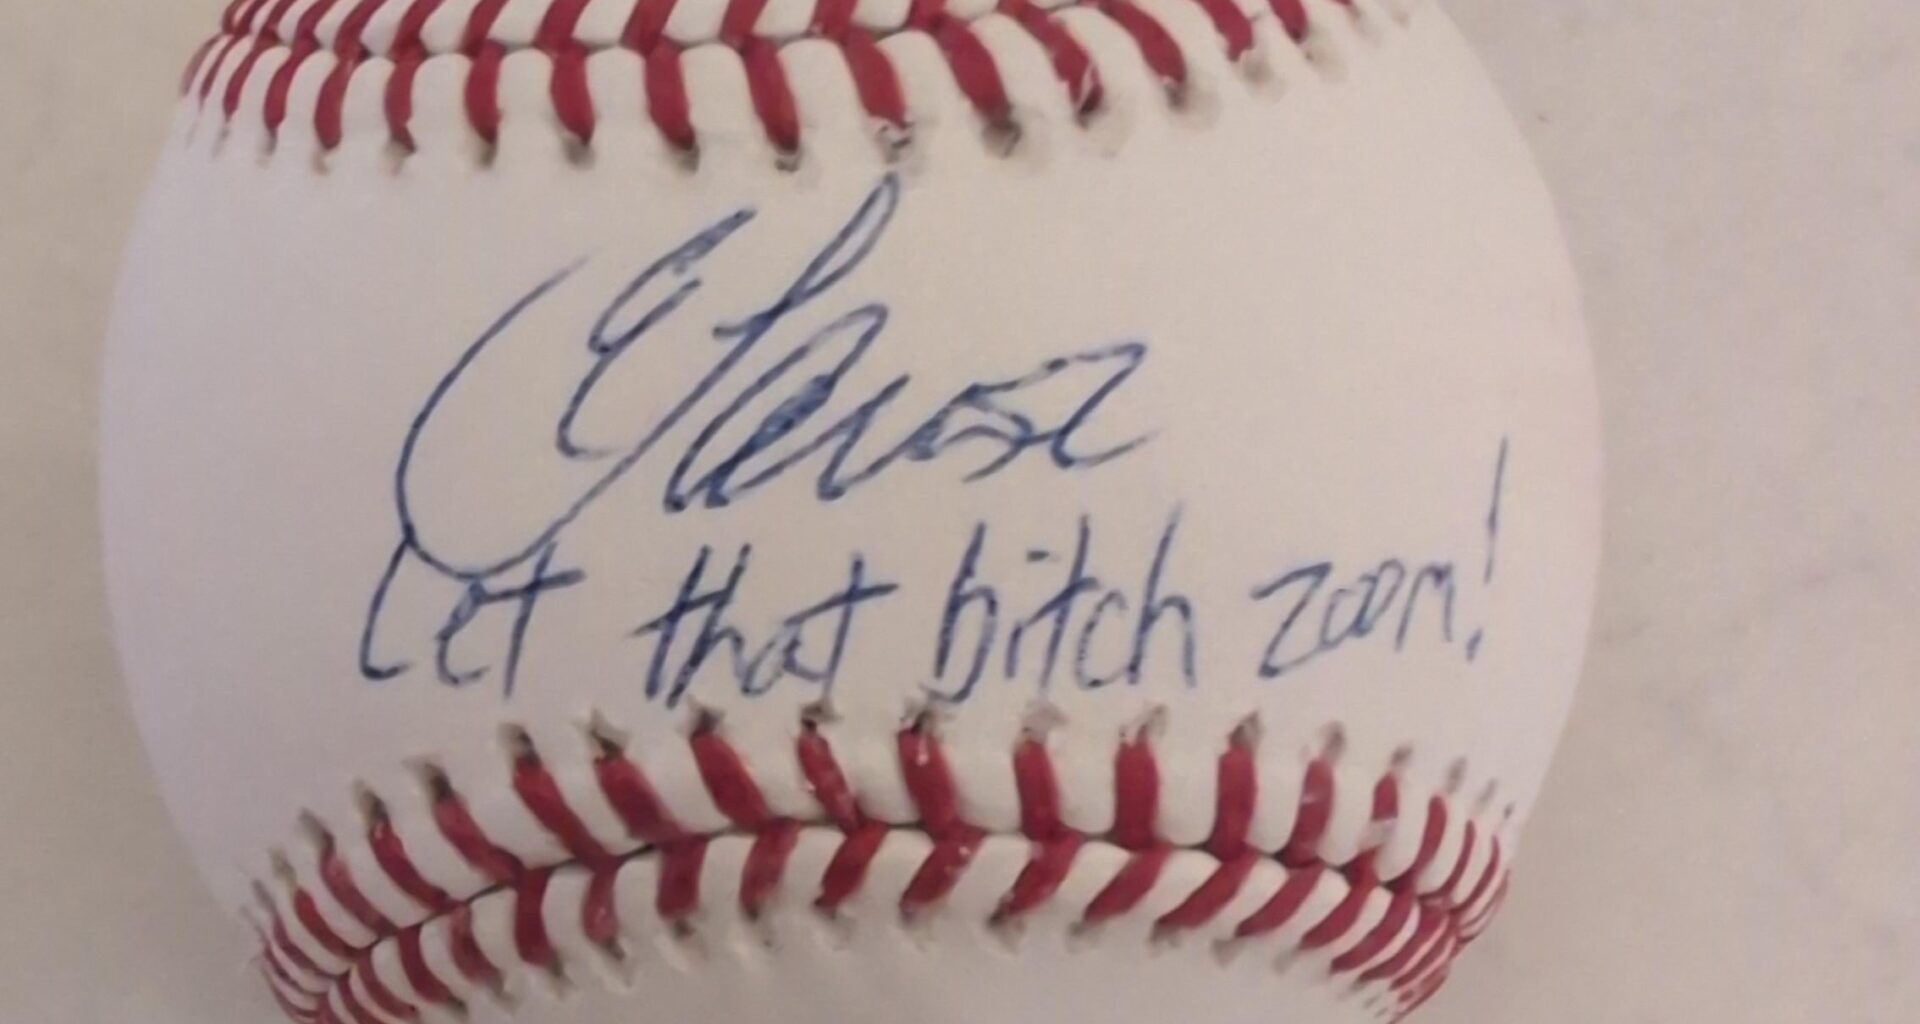 Let that bitch zoom!